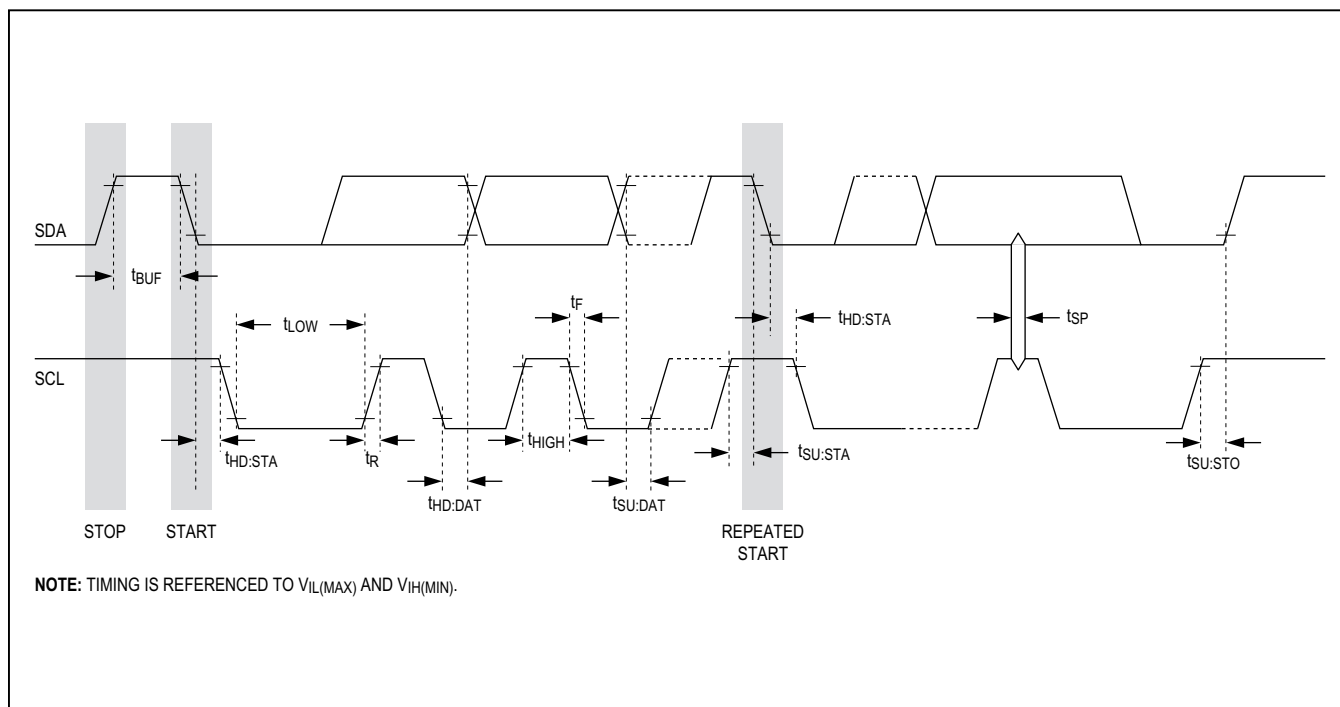 SDA
tBUF
tLOW
tF
tHD:STA
tSP
SCL
tHD:STA
tR
tHIGH
tSU:STA
tSU:STO
tHD:DAT
tSU:DAT
STOP
START
REPEATED
START
NOTE: TIMING IS REFERENCED TO VIL(MAX) AND VIH(MIN).